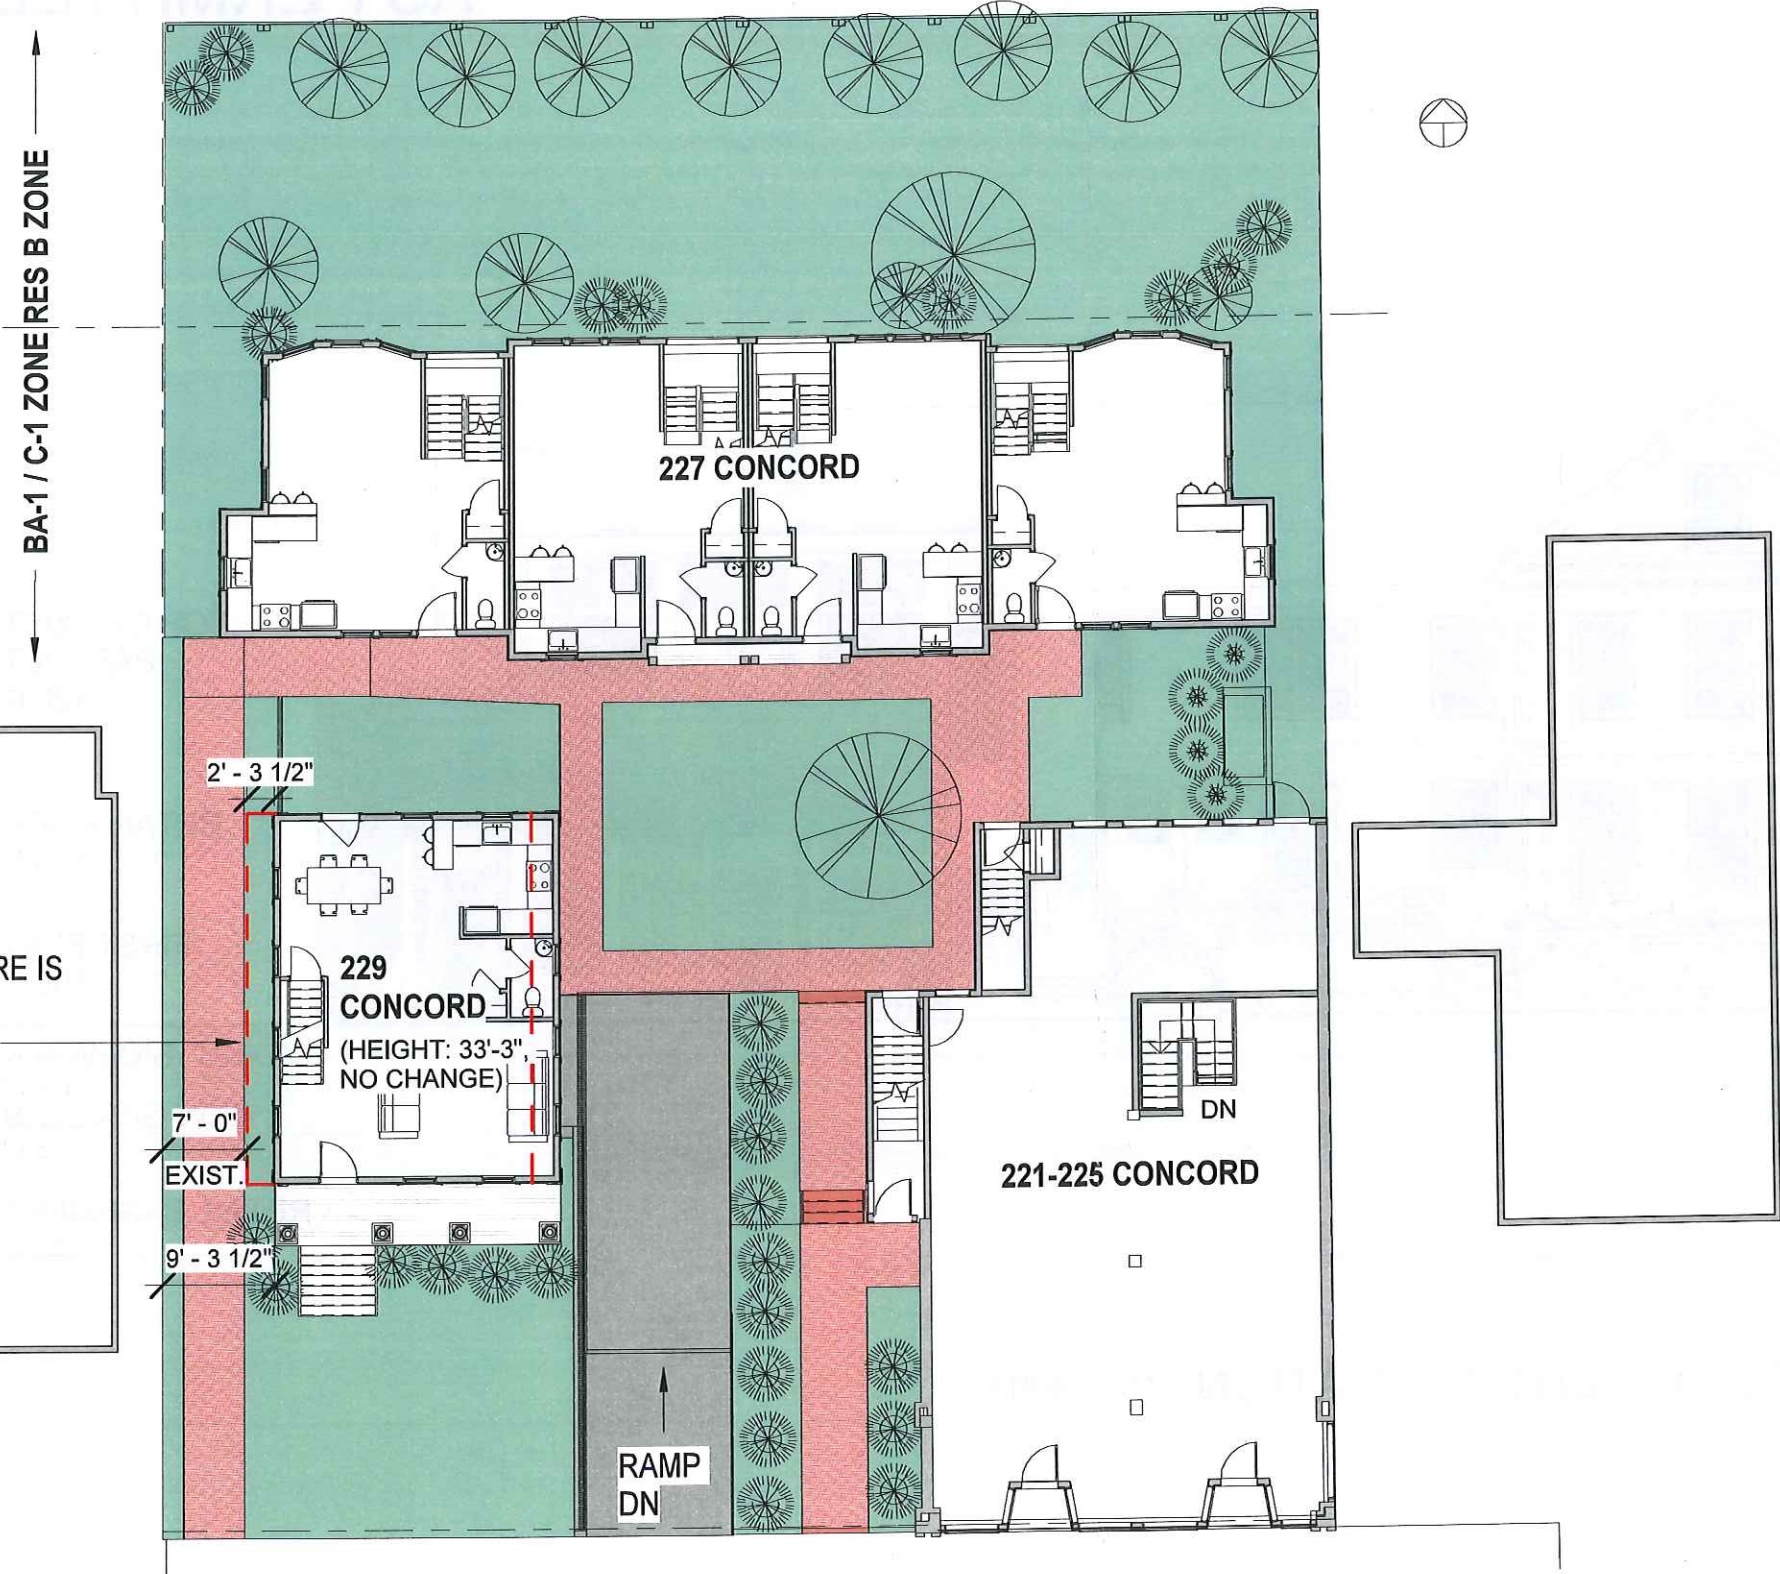 BA-1 / C-1 ZONE RES B ZONE
227 CONCORD
2' - 3 1/2"
RE IS
229
CONCORD
(HEIGHT: 33'-3",
NO CHANGE)
7' - 0"
EXIST.
9' - 3 1/2"
DN
221-225 CONCORD
RAMP
DN